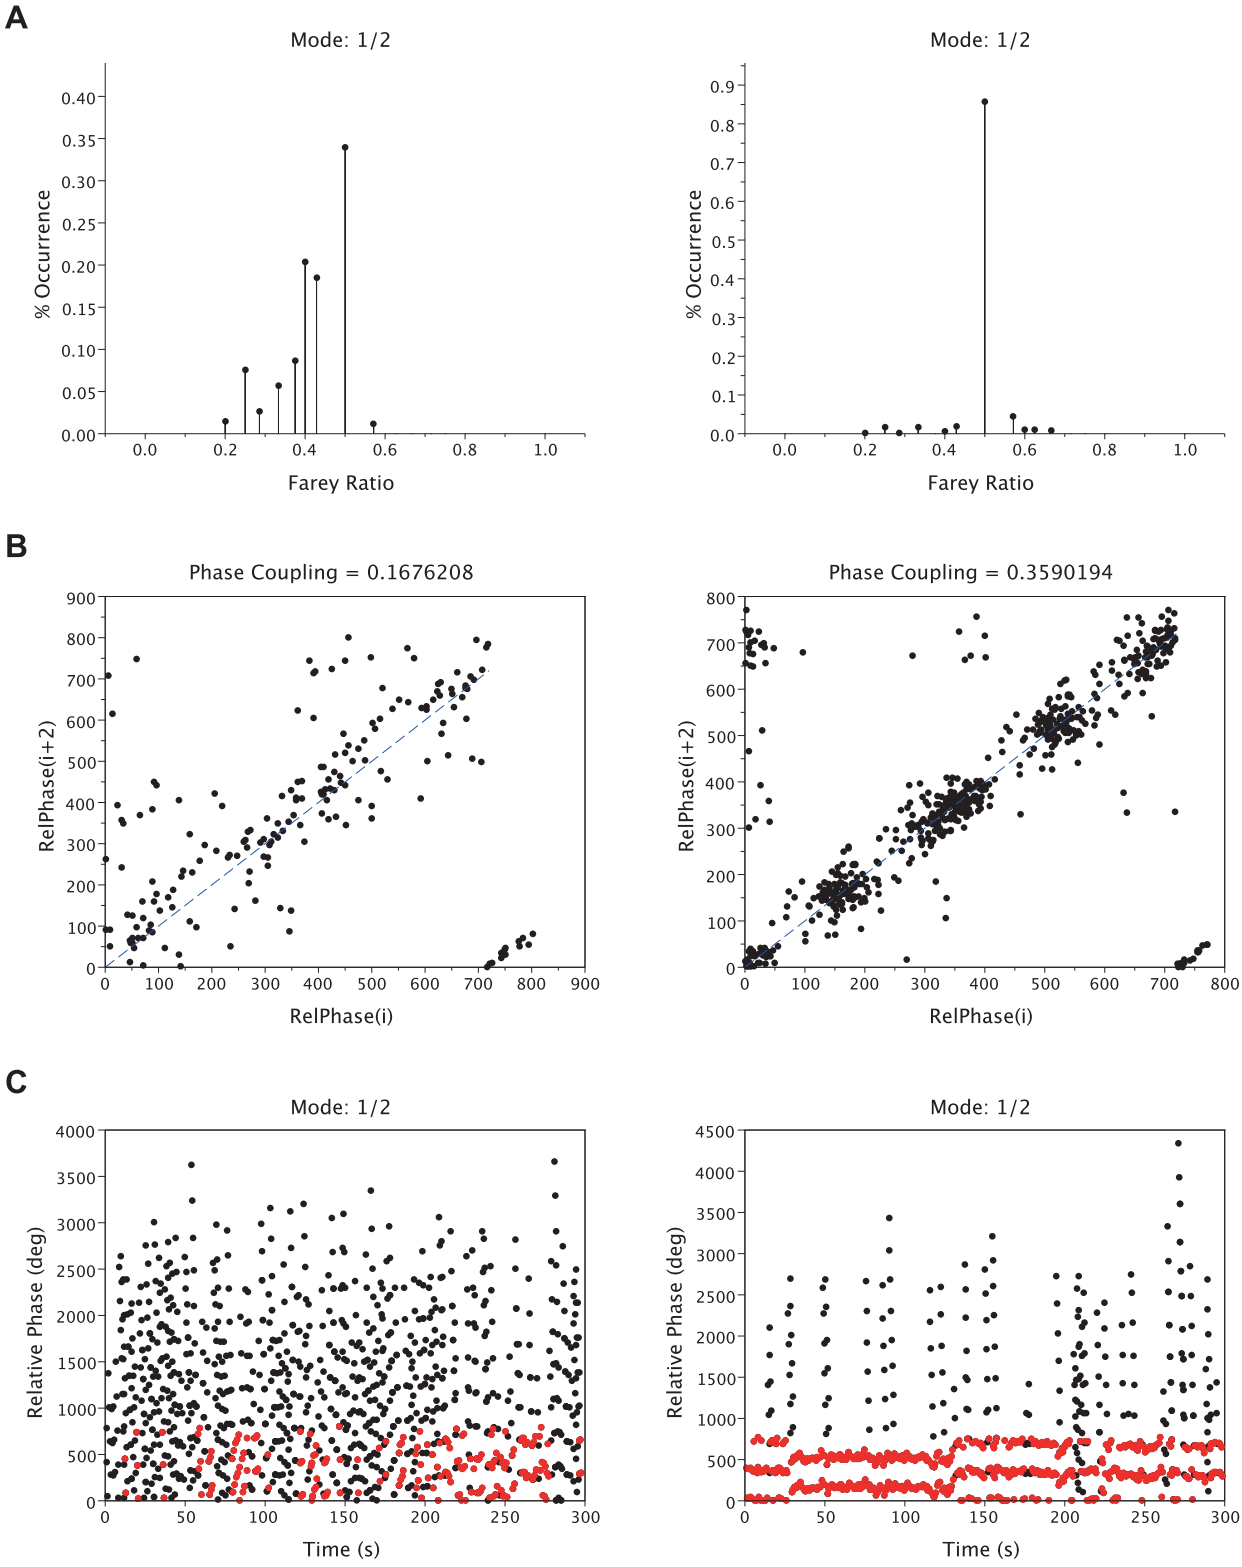 A
Mode: 1/2
0.40
0.35
0.30
0.25
0.20
0.15
0.10
0.05
0.00
% Occurrence
0.0 0.2 0.4 0.6 0.8 1.0
Farey Ratio
Mode: 1/2
0.9
0.8
0.7
0.6
0.5
0.4
0.3
0.2
0.1
0.0
% Occurrence
0.0 0.2 0.4 0.6 0.8 1.0
Farey Ratio
B
Phase Coupling = 0.1676208
900
800
700
600
500
400
300
200
100
0
RelPhase(i+2)
0 100 200 300 400 500 600 700 800 900
RelPhase(i)
Phase Coupling = 0.3590194
800
700
600
500
400
300
200
100
0
RelPhase(i+2)
0 100 200 300 400 500 600 700 800
RelPhase(i)
C
Mode: 1/2
4000
3500
3000
2500
2000
1500
1000
500
0
Relative Phase (deg)
0 50 100 150 200 250 300
Time (s)
Mode: 1/2
4500
4000
3500
3000
2500
2000
1500
1000
500
0
Relative Phase (deg)
0 50 100 150 200 250 300
Time (s)